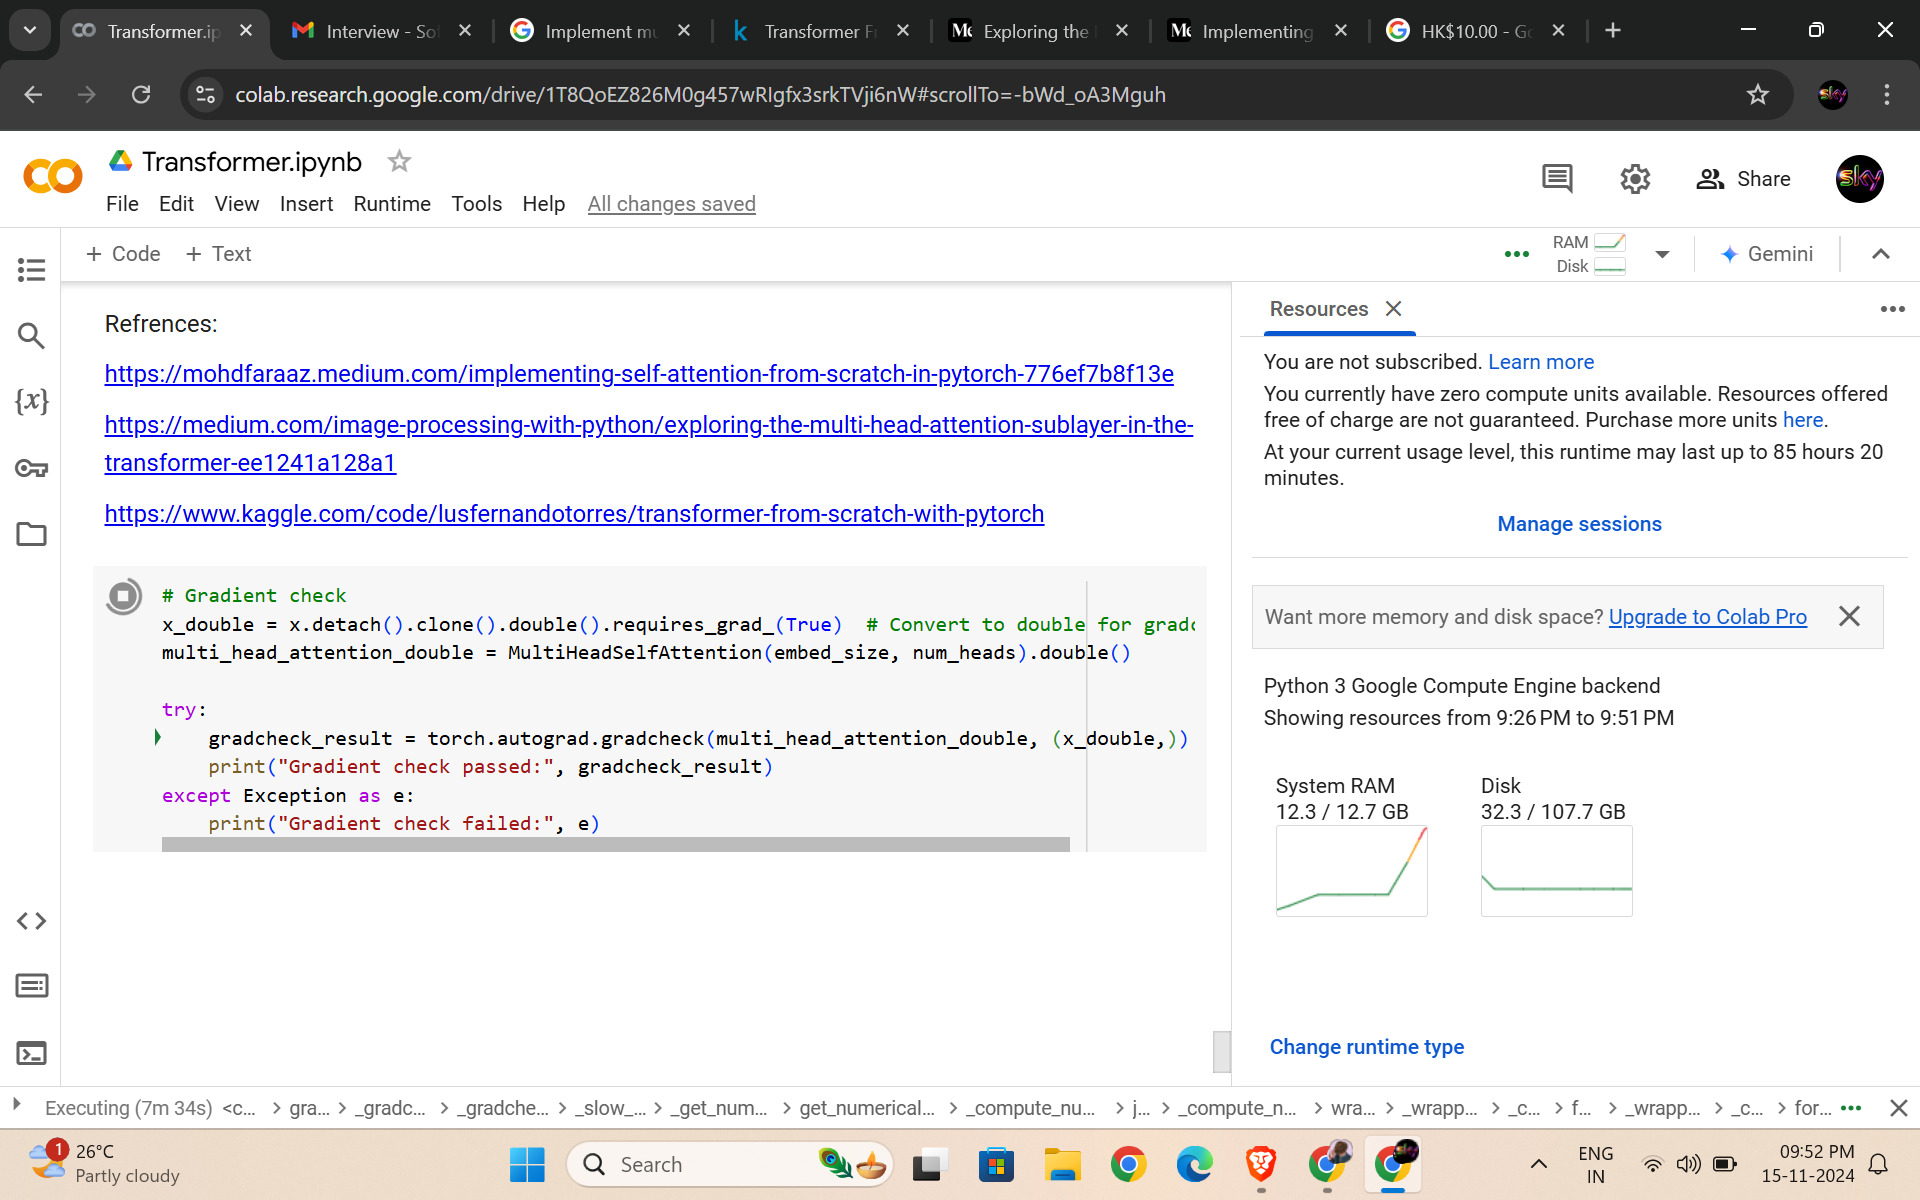 Transformer.ip
Interview - Sof
Implement mu
Transformer Fr
Exploring the
Implementing
HK$10.00 - Go
colab.research.google.com/drive/1T8QoEZ826M0g457wRIgfx3srkTVji6nW#scrollTo=-bWd_oA3Mguh
sky
Transformer.ipynb
File Edit View Insert Runtime Tools Help All changes saved
Share
sky
+ Code + Text
RAM
Disk
Gemini
Refrences:
https://mohdfaraaz.medium.com/implementing-self-attention-from-scratch-in-pytorch-776ef7b8f13e
https://medium.com/image-processing-with-python/exploring-the-multi-head-attention-sublayer-in-the-
transformer-ee1241a128a1
https://www.kaggle.com/code/lusfernandotorres/transformer-from-scratch-with-pytorch
# Gradient check
x_double = x.detach().clone().double().requires_grad_(True)  # Convert to double for gradc
multi_head_attention_double = MultiHeadSelfAttention(embed_size, num_heads).double()
try:
gradcheck_result = torch.autograd.gradcheck(multi_head_attention_double, (x_double,))
print("Gradient check passed:", gradcheck_result)
except Exception as e:
print("Gradient check failed:", e)
Resources
You are not subscribed. Learn more
You currently have zero compute units available. Resources offered
free of charge are not guaranteed. Purchase more units here.
At your current usage level, this runtime may last up to 85 hours 20
minutes.
Manage sessions
Want more memory and disk space? Upgrade to Colab Pro
Python 3 Google Compute Engine backend
Showing resources from 9:26 PM to 9:51 PM
System RAM
12.3 / 12.7 GB
Disk
32.3 / 107.7 GB
Change runtime type
Executing (7m 34s) <c... > gra... > _gradc... > _gradche... > _slow_... > _get_num... > get_numerical... > _compute_nu... > j... > _compute_n... > wra... > _wrapp... > _c... > f... > _wrapp... > _c... > for...
1
26°C
Partly cloudy
Search
ENG
IN
09:52 PM
15-11-2024